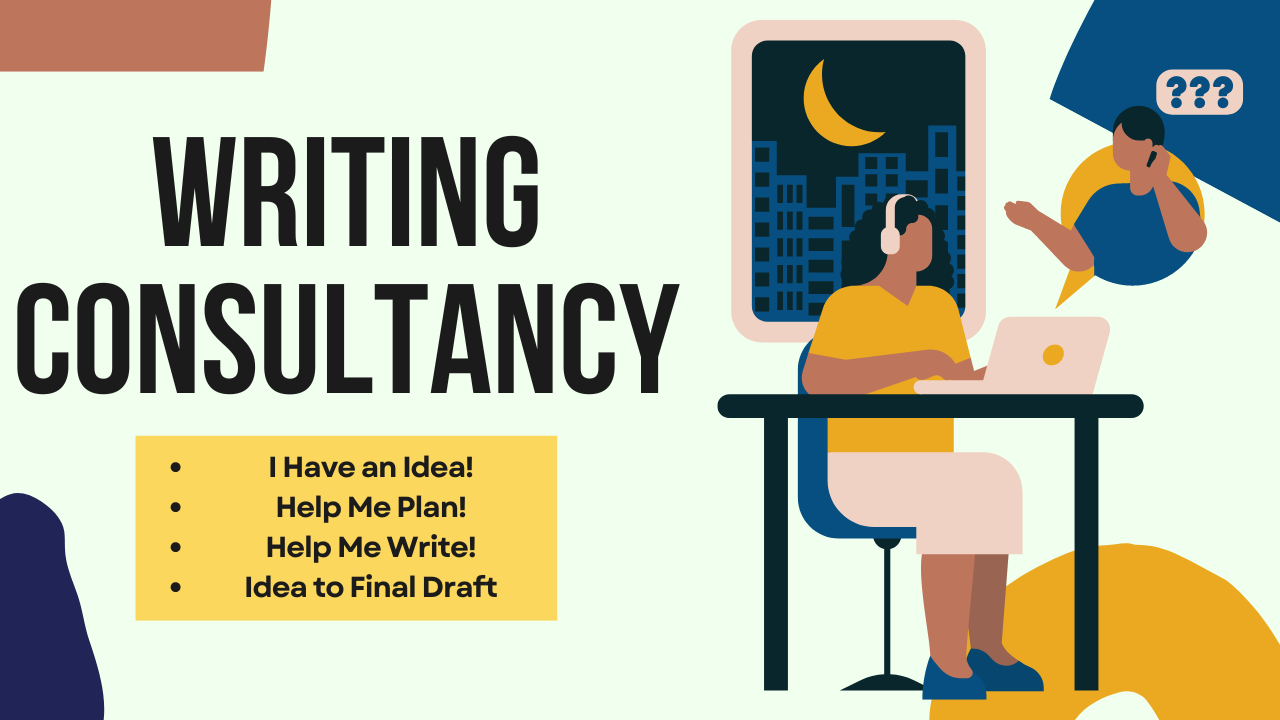 WRITING
CONSULTANCY
• I Have an Idea!
• Help Me Plan!
• Help Me Write!
• Idea to Final Draft
???